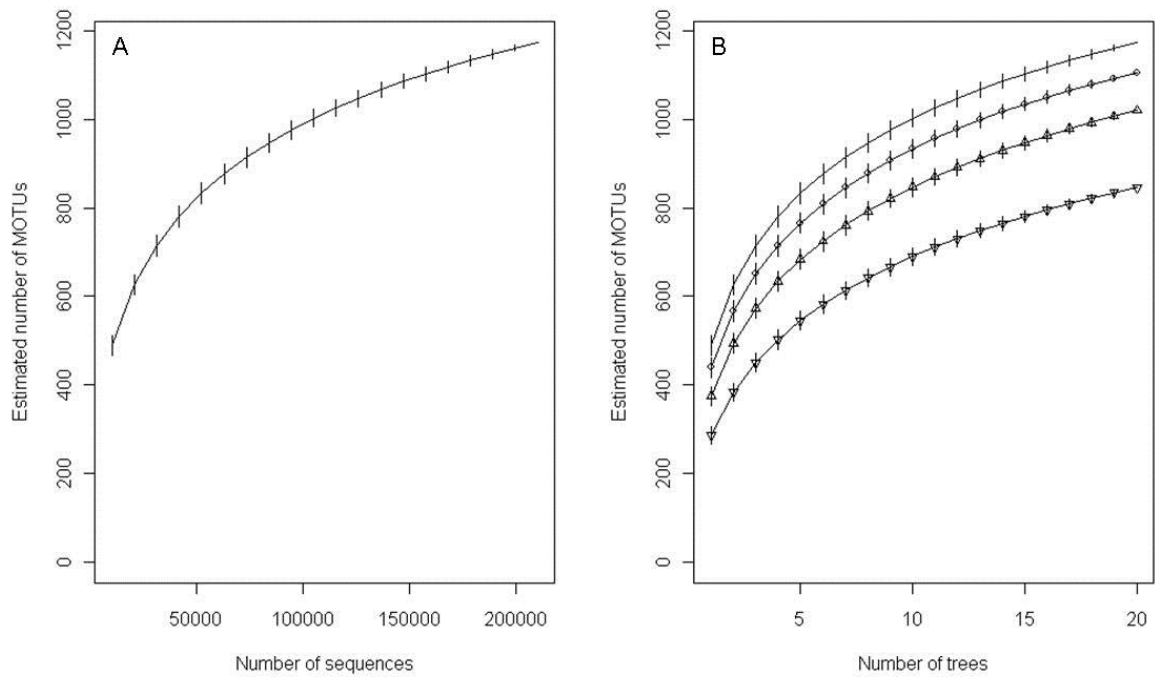 A
Estimated number of MOTUs
1200
1000
800
600
400
200
0
50000 100000 150000 200000
Number of sequences
B
Estimated number of MOTUs
1200
1000
800
600
400
200
0
5 10 15 20
Number of trees